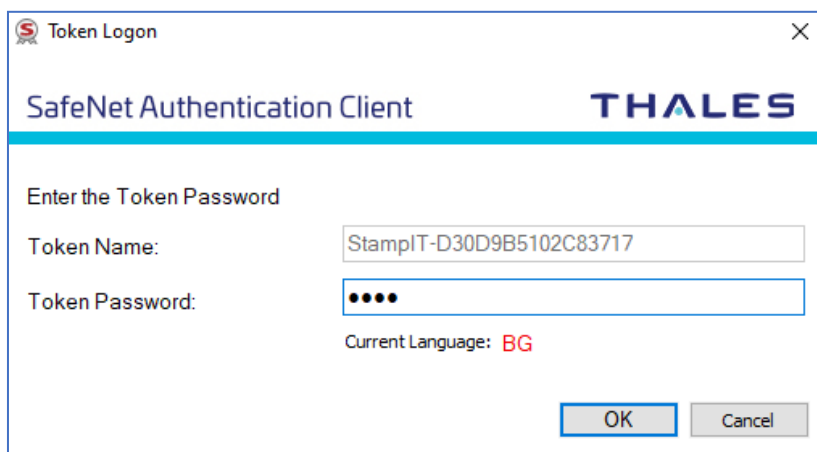 Token Logon
SafeNet Authentication Client THALES
Enter the Token Password
Token Name: StampIT-D30D9B5102C83717
Token Password: ●●●●
Current Language: BG
OK Cancel